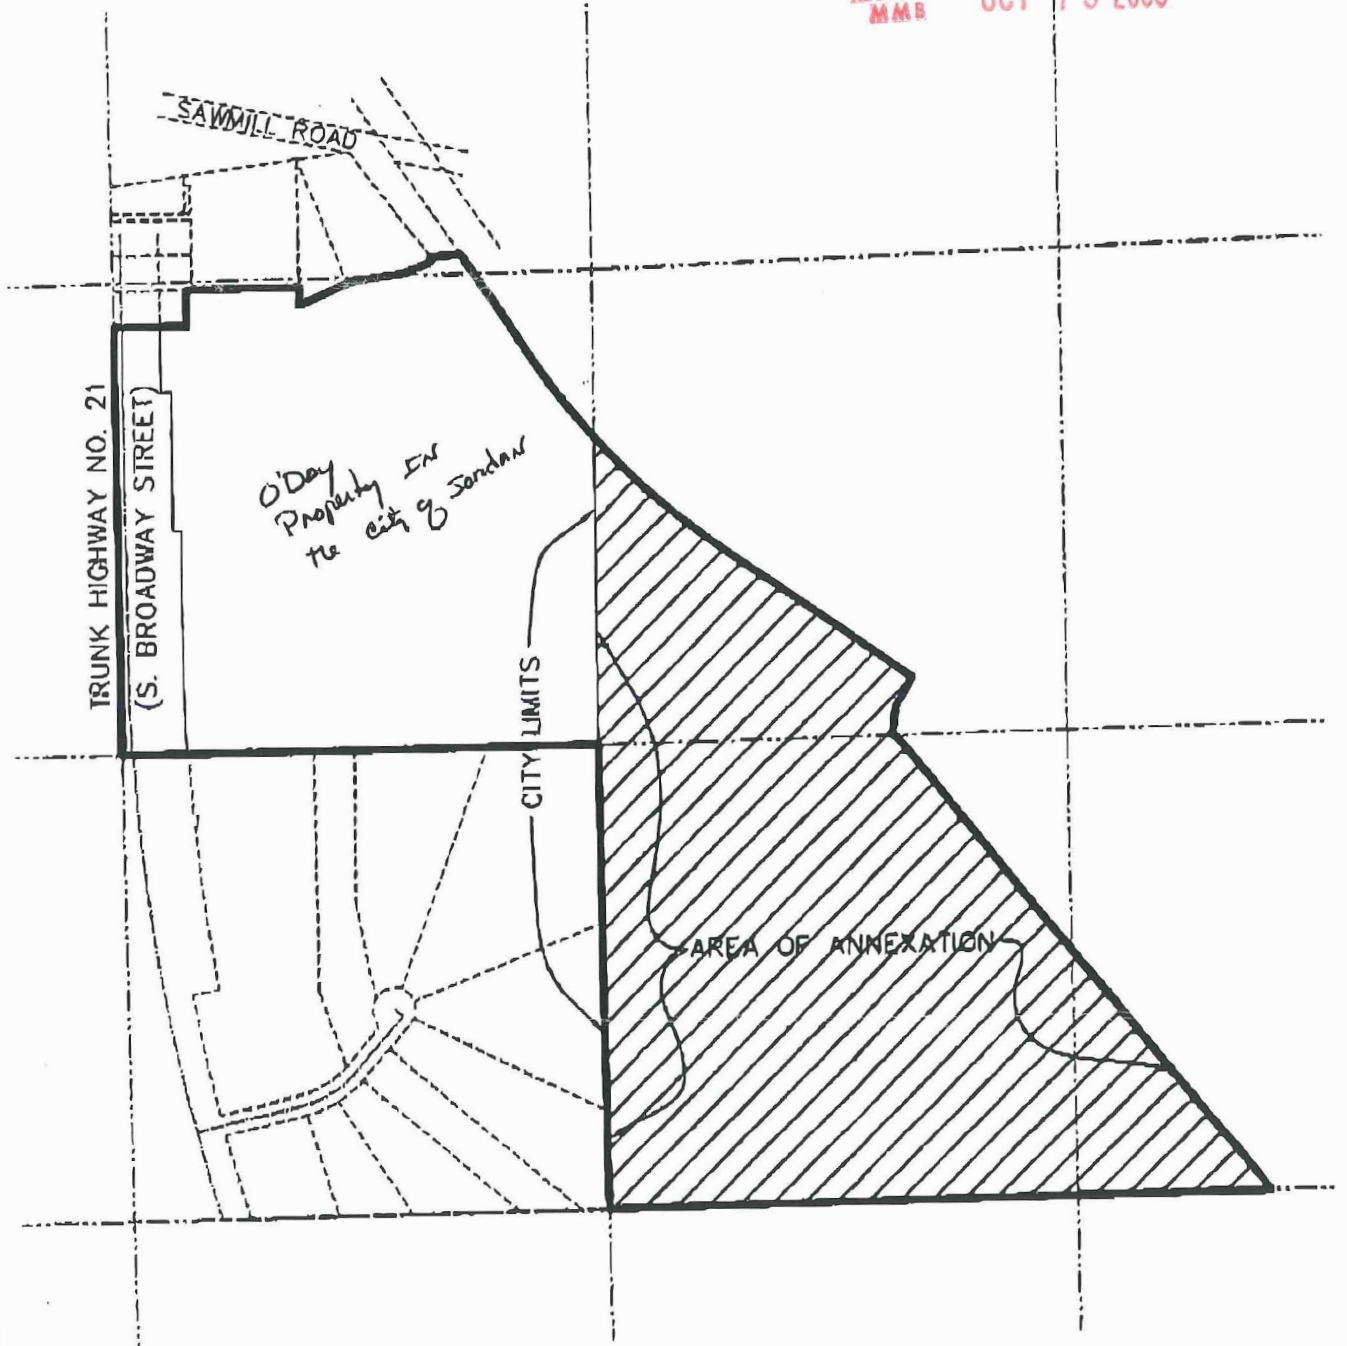 MMB OCT
SAWMILL ROAD
TRUNK HIGHWAY NO. 21
(S. BROADWAY STREET)
O'Day
Property IN
the city of Jordan
CITY LIMITS
AREA OF ANNEXATION